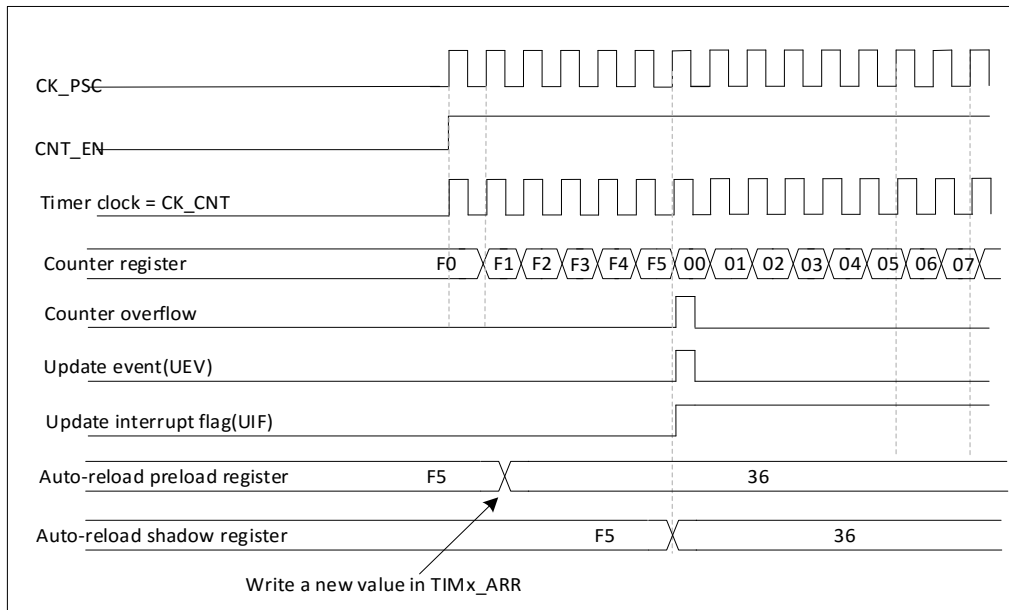 CK_PSC
CNT_EN
Timer clock = CK_CNT
Counter register F0 F1 F2 F3 F4 F5 00 01 02 03 04 05 06 07
Counter overflow
Update event(UEV)
Update interrupt flag(UIF)
Auto-reload preload register F5 36
Auto-reload shadow register F5 36
Write a new value in TIMx_ARR